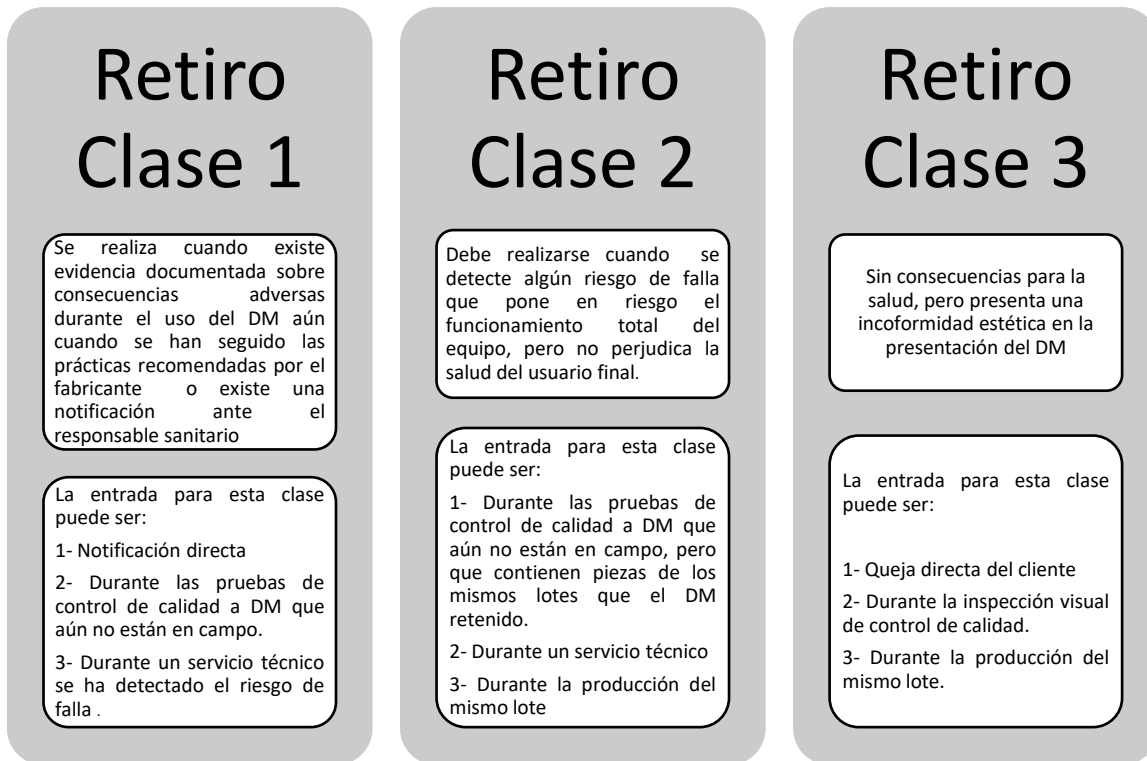 Retiro
Clase 1
Se realiza cuando existe
evidencia documentada sobre
consecuencias adversas
durante el uso del DM aún
cuando se han seguido las
prácticas recomendadas por el
fabricante o existe una
notificación ante el
responsable sanitario
La entrada para esta clase
puede ser:
1- Notificación directa
2- Durante las pruebas de
control de calidad a DM que
aún no están en campo.
3- Durante un servicio técnico
se ha detectado el riesgo de
falla .
Retiro
Clase 2
Debe realizarse cuando se
detecte algún riesgo de falla
que pone en riesgo el
funcionamiento total del
equipo, pero no perjudica la
salud del usuario final.
La entrada para esta clase
puede ser:
1- Durante las pruebas de
control de calidad a DM que
aún no están en campo, pero
que contienen piezas de los
mismos lotes que el DM
retenido.
2- Durante un servicio técnico
3- Durante la producción del
mismo lote
Retiro
Clase 3
Sin consecuencias para la
salud, pero presenta una
incoformidad estética en la
presentación del DM
La entrada para esta clase
puede ser:
1- Queja directa del cliente
2- Durante la inspección visual
de control de calidad.
3- Durante la producción del
mismo lote.